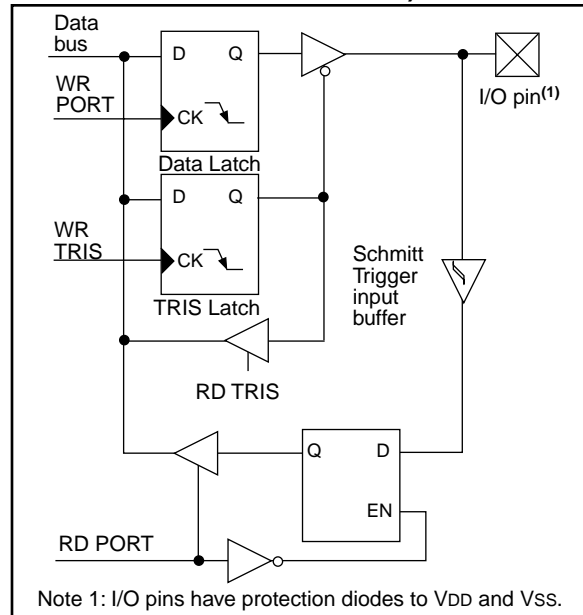 Data
bus
D Q
WR
PORT
CK
I/O pin(1)
Data Latch
D Q
WR
TRIS
CK
TRIS Latch
Schmitt
Trigger
input
buffer
RD TRIS
Q D
EN
RD PORT
Note 1: I/O pins have protection diodes to VDD and VSS.